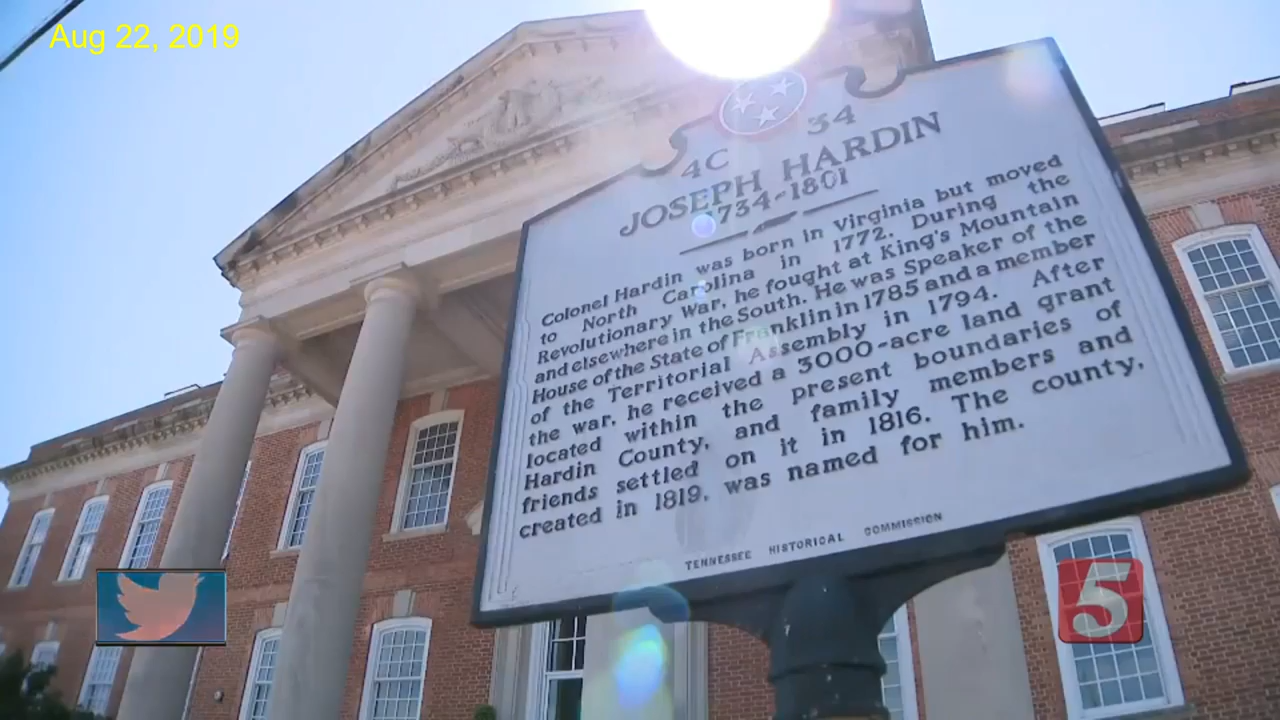 Aug 22, 2019
4C 34
JOSEPH HARDIN
1734-1801
Colonel Hardin was born in Virginia but moved
to North Carolina in 1772. During the
Revolutionary War, he fought at King's Mountain
and elsewhere in the South. He was Speaker of the
House of the State of Franklin in 1785 and a member
of the Territorial Assembly in 1794. After
the war, he received a 3000-acre land grant
located within the present boundaries of
Hardin County, and family members and
friends settled on it in 1816. The county,
created in 1819, was named for him.
TENNESSEE HISTORICAL COMMISSION
5